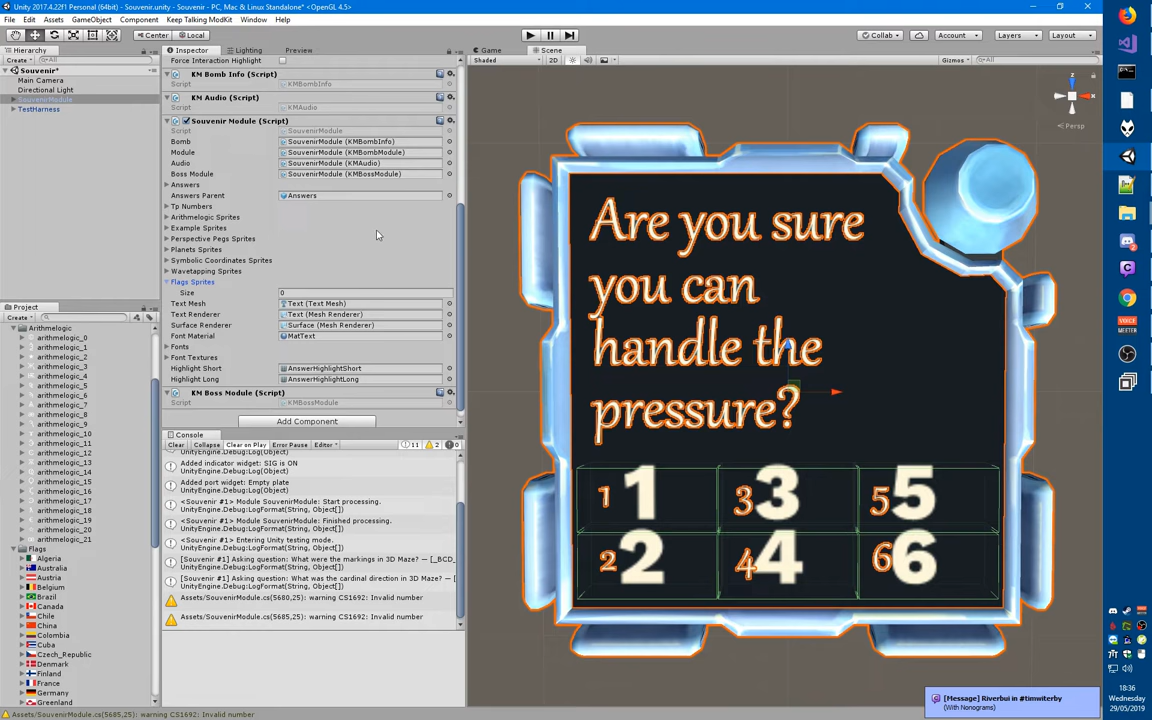 Unity 2017.4.22f1 Personal (64bit) - Souvenir.unity - Souvenir - PC, Mac & Linux Standalone* <OpenGL 4.5>
File Edit Assets GameObject Component Keep Talking ModKit Window Help
Center Local
Collab Account Layers Layout
Hierarchy
Create All
Souvenir*
Main Camera
Directional Light
SouvenirModule
TestHarness
Project
Create
Arithmelogic
arithmelogic_0
arithmelogic_1
arithmelogic_2
arithmelogic_3
arithmelogic_4
arithmelogic_5
arithmelogic_6
arithmelogic_7
arithmelogic_8
arithmelogic_9
arithmelogic_10
arithmelogic_11
arithmelogic_12
arithmelogic_13
arithmelogic_14
arithmelogic_15
arithmelogic_16
arithmelogic_17
arithmelogic_18
arithmelogic_19
arithmelogic_20
arithmelogic_21
Flags
Algeria
Australia
Austria
Belgium
Brazil
Canada
Chile
China
Colombia
Cuba
Czech_Republic
Denmark
Finland
France
Germany
Greenland
Inspector Lighting Preview
Force Interaction Highlight
KM Bomb Info (Script)
Script KMBombInfo
KM Audio (Script)
Script KMAudio
Souvenir Module (Script)
Script SouvenirModule
Bomb SouvenirModule (KMBombInfo)
Module SouvenirModule (KMBombModule)
Audio SouvenirModule (KMAudio)
Boss Module SouvenirModule (KMBossModule)
Answers
Answers Parent Answers
Tp Numbers
Arithmelogic Sprites
Example Sprites
Perspective Pegs Sprites
Planets Sprites
Symbolic Coordinates Sprites
Wavetapping Sprites
Flags Sprites
Size 0
Text Mesh Text (Text Mesh)
Text Renderer Text (Mesh Renderer)
Surface Renderer Surface (Mesh Renderer)
Font Material MatText
Fonts
Font Textures
Highlight Short AnswerHighlightShort
Highlight Long AnswerHighlightLong
KM Boss Module (Script)
Script KMBossModule
Add Component
Console
Clear Collapse Clear on Play Error Pause Editor 11 2 0
UnityEngine.Debug:LogFormat(String, Object[])
Added indicator widget: SIG is ON
UnityEngine.Debug:Log(Object)
Added port widget: Empty plate
UnityEngine.Debug:Log(Object)
<Souvenir #1> Module SouvenirModule: Start processing.
UnityEngine.Debug:LogFormat(String, Object[])
<Souvenir #1> Module SouvenirModule: Finished processing.
UnityEngine.Debug:LogFormat(String, Object[])
<Souvenir #1> Entering Unity testing mode.
UnityEngine.Debug:LogFormat(String, Object[])
[Souvenir #1] Asking question: What were the markings in 3D Maze? — [_BCD_
UnityEngine.Debug:LogFormat(String, Object[])
[Souvenir #1] Asking question: What was the cardinal direction in 3D Maze? — [
UnityEngine.Debug:LogFormat(String, Object[])
Assets/SouvenirModule.cs(5680,25): warning CS1692: Invalid number
Assets/SouvenirModule.cs(5685,25): warning CS1692: Invalid number
Assets/SouvenirModule.cs(5685,25): warning CS1692: Invalid number
Game Scene
Shaded 2D Gizmos All
Persp
Are you sure
you can
handle the
pressure?
1 1 3 3 5 5
2 2 4 4 6 6
[Message] Riverbui in #timwiterby
(With Nonograms)
VOICE
MEETER
18:36
Wednesday
29/05/2019